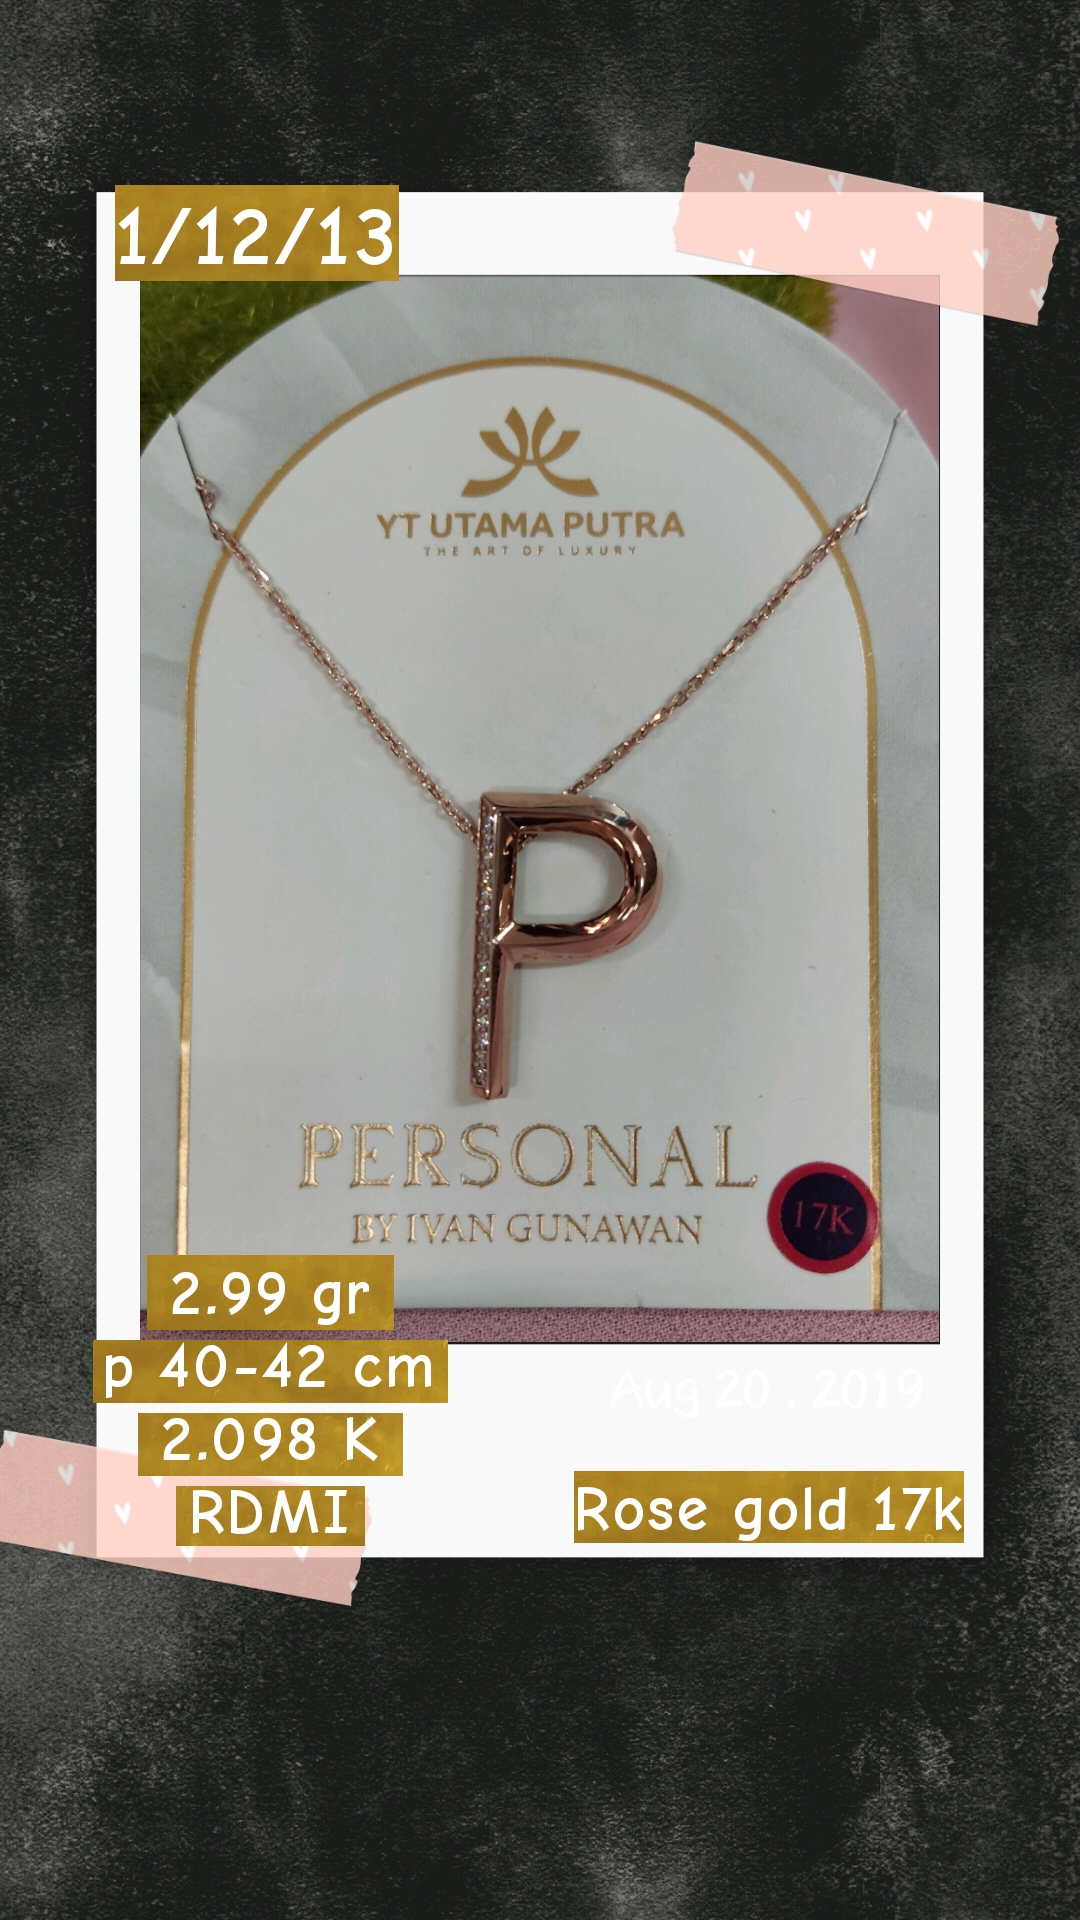 1/12/13
YT UTAMA PUTRA
THE ART OF LUXURY
P
PERSONAL
BY IVAN GUNAWAN
17K
2.99 gr
p 40-42 cm
2.098 K
RDMI
Aug 20 . 2019
Rose gold 17k